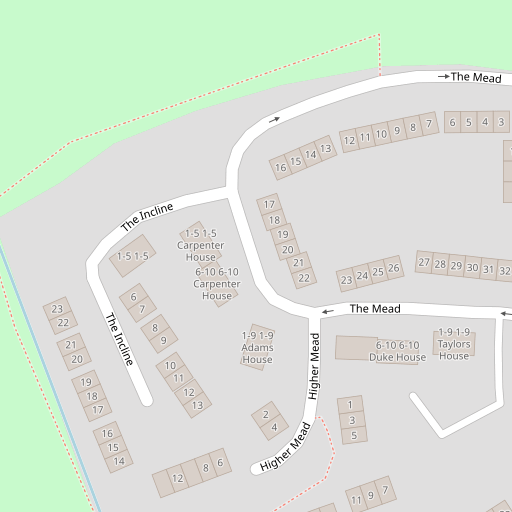 The Mead
6 5 4 3
12 11 10 9 8 7
16 15 14 13
17
18
19
20
21
22
The Incline
1-5 1-5
Carpenter
House
1-5 1-5
6-10 6-10
Carpenter
House
23 24 25 26
27 28 29 30 31 32
6
7
8
9
The Mead
23
22
The Incline
21
20
1-9 1-9
Adams
House
Higher Mead
6-10 6-10
Duke House
1-9 1-9
Taylors
House
10
11
12
13
19
18
17
2
4
1
3
5
16
15
14
12 8 6
Higher Mead
11 9 7
10